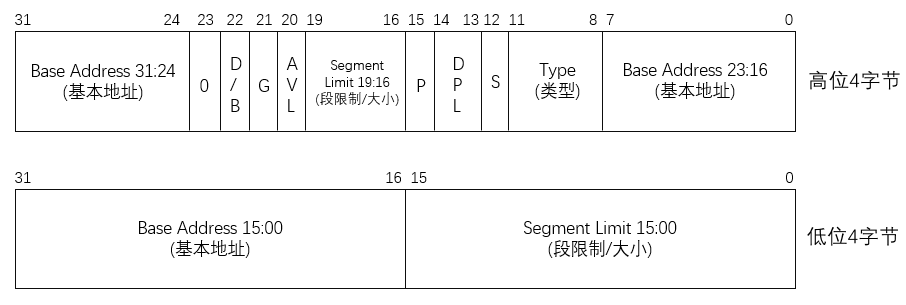 31 24 23 22 21 20 19 16 15 14 13 12 11 8 7 0
Base Address 31:24
(基本地址)
0
D
/
B
G
A
V
L
Segment
Limit 19:16
(段限制/大小)
P
D
P
L
S
Type
(类型)
Base Address 23:16
(基本地址)
高位4字节
31 16 15 0
Base Address 15:00
(基本地址)
Segment Limit 15:00
(段限制/大小)
低位4字节